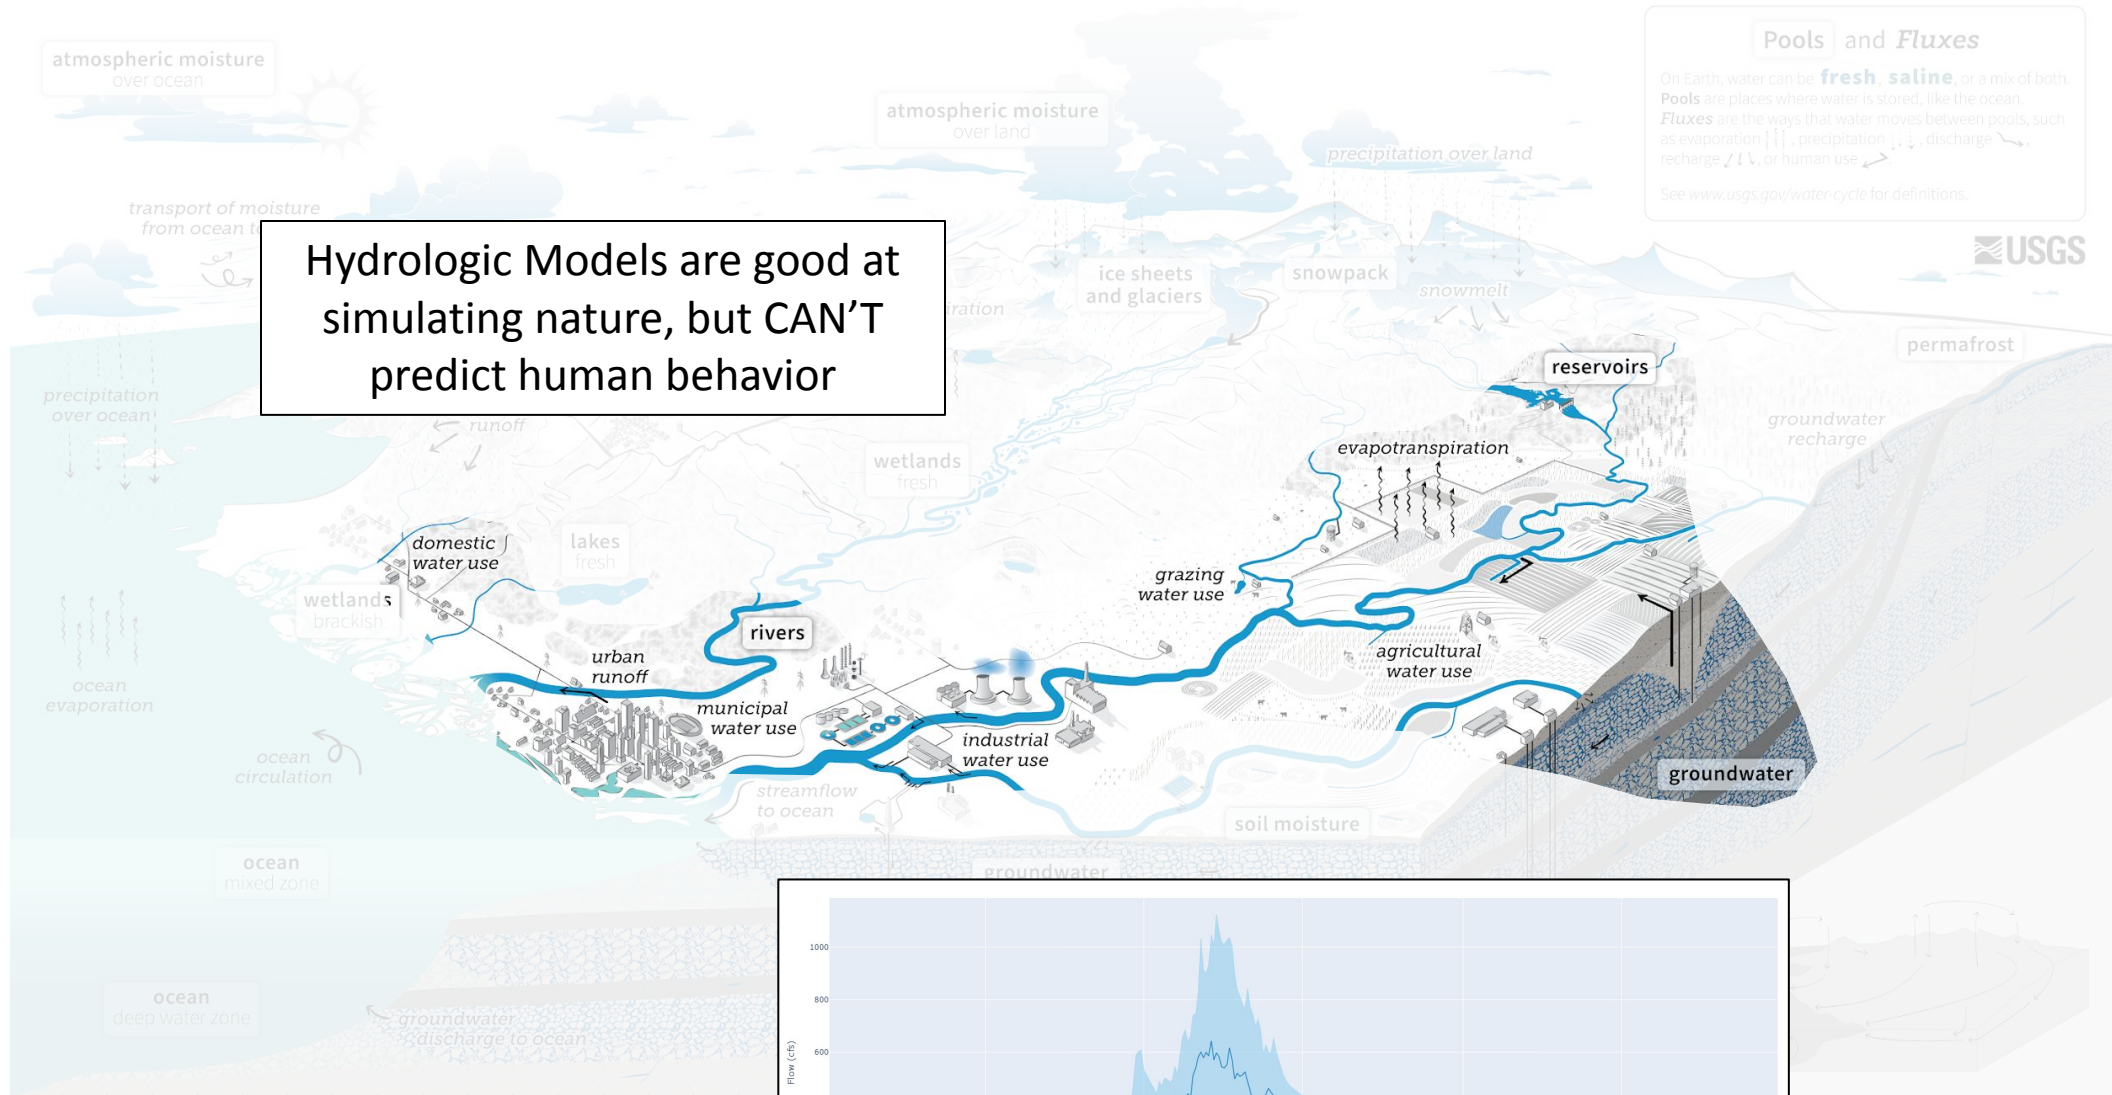 atmospheric moisture
over ocean
atmospheric moisture
over land
precipitation over land
Pools and Fluxes
On Earth, water can be fresh, saline, or a mix of both.
Pools are places where water is stored, like the ocean.
Fluxes are the ways that water moves between pools, such
as evaporation, precipitation, discharge,
recharge, or human use
See www.usgs.gov/water-cycle for definitions.
USGS
transport of moisture
from ocean
Hydrologic Models are good at
simulating nature, but CAN'T
predict human behavior
ice sheets
and glaciers
snowpack
snowmelt
permafrost
precipitation
over ocean
runoff
reservoirs
groundwater
recharge
evapotranspiration
wetlands
fresh
domestic
water use
lakes
fresh
wetlands
brackish
grazing
water use
rivers
urban
runoff
agricultural
water use
ocean
evaporation
municipal
water use
industrial
water use
ocean
circulation
groundwater
streamflow
to ocean
soil moisture
ocean
mixed zone
groundwater
ocean
deep water zone
groundwater
discharge to ocean
1000
800
600
Flow (cfs)